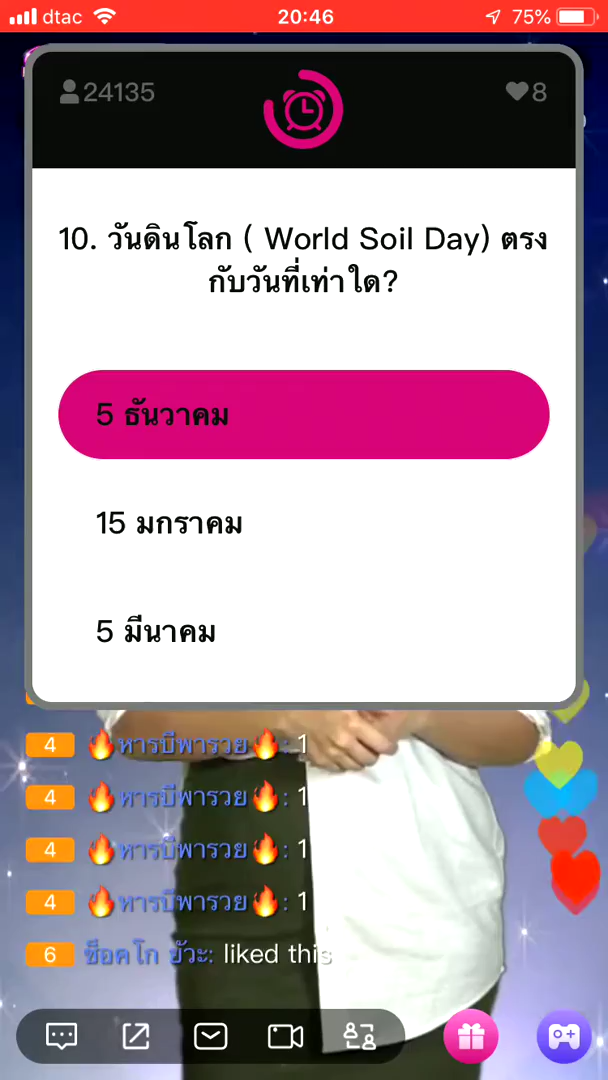 dtac
20:46
75%
24135
8
10. วันดินโลก ( World Soil Day) ตรง
กับวันที่เท่าใด?
5 ธันวาคม
15 มกราคม
5 มีนาคม
4 🔥หารบีพารวย🔥: 1
4 🔥หารบีพารวย🔥: 1
4 🔥หารบีพารวย🔥: 1
4 🔥หารบีพารวย🔥: 1
6 ช็อคโก ขัวะ: liked this